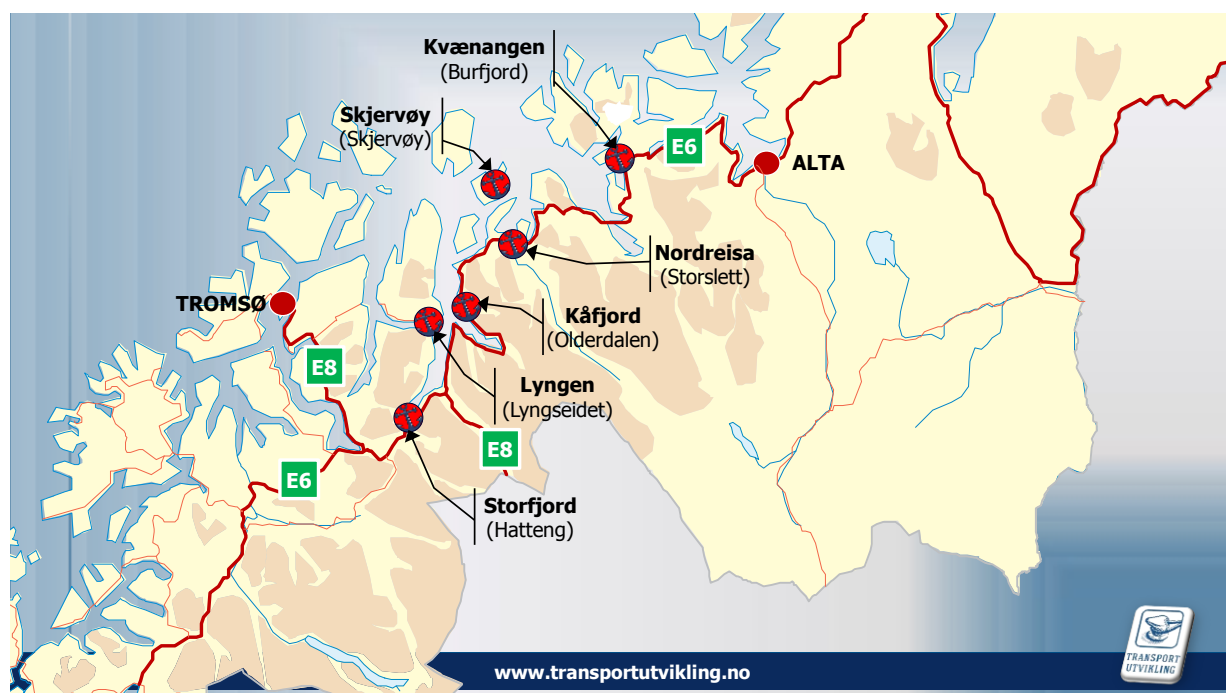 Kvænangen
(Burfjord)
Skjervøy
(Skjervøy)
E6
ALTA
Nordreisa
(Storslett)
TROMSØ
Kåfjord
(Olderdalen)
E8
Lyngen
(Lyngseidet)
E8
E6
Storfjord
(Hatteng)
TRANSPORT
UTVIKLING
www.transportutvikling.no